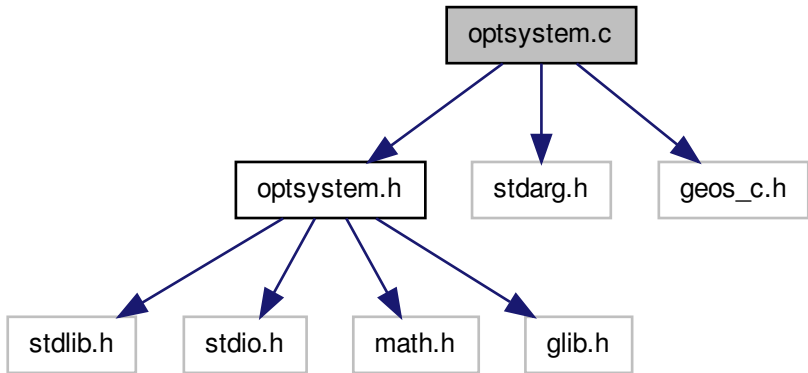 optsystem.c
optsystem.h
stdarg.h
geos_c.h
stdlib.h
stdio.h
math.h
glib.h